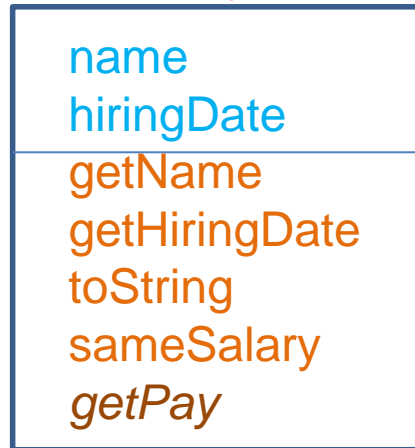 name
hiringDate
getName
getHiringDate
toString
sameSalary
getPay